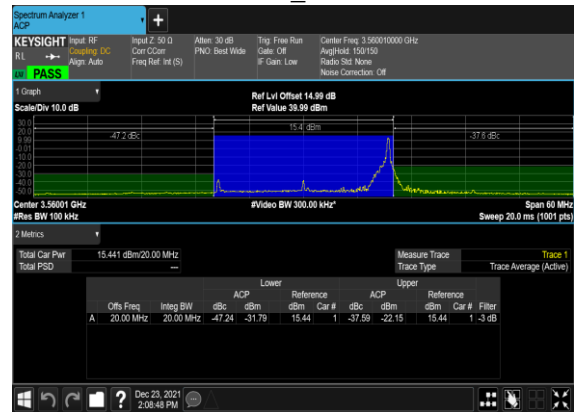 Spectrum Analyzer 1
ACP
+
KEYSIGHT Input: RF Input Z: 50 Ω Atten: 30 dB Trig: Free Run Center Freq: 3.560010000 GHz
RL Coupling: DC Corr CCorr PNO: Best Wide Gate: Off Avg|Hold: 150/150
Align: Auto Freq Ref: Int (S) IF Gain: Low Radio Std: None
Noise Correction: Off
LXI PASS
1 Graph
Scale/Div 10.0 dB
Ref Lvl Offset 14.99 dB
Ref Value 39.99 dBm
30.0
20.0
9.99
-0.01
-10.0
-20.0
-30.0
-40.0
-50.0
-47.2 dBc
15.4 dBm
-37.6 dBc
Center 3.56001 GHz #Video BW 300.00 kHz* Span 60 MHz
#Res BW 100 kHz Sweep 20.0 ms (1001 pts)
2 Metrics
Total Car Pwr 15.441 dBm/20.00 MHz Measure Trace Trace 1
Total PSD --- Trace Type Trace Average (Active)
Lower Upper
ACP Reference ACP Reference
Offs Freq Integ BW dBc dBm dBm Car # dBc dBm dBm Car # Filter
A 20.00 MHz 20.00 MHz -47.24 -31.79 15.44 1 -37.59 -22.15 15.44 1 -3 dB
?
Dec 23, 2021
2:08:48 PM